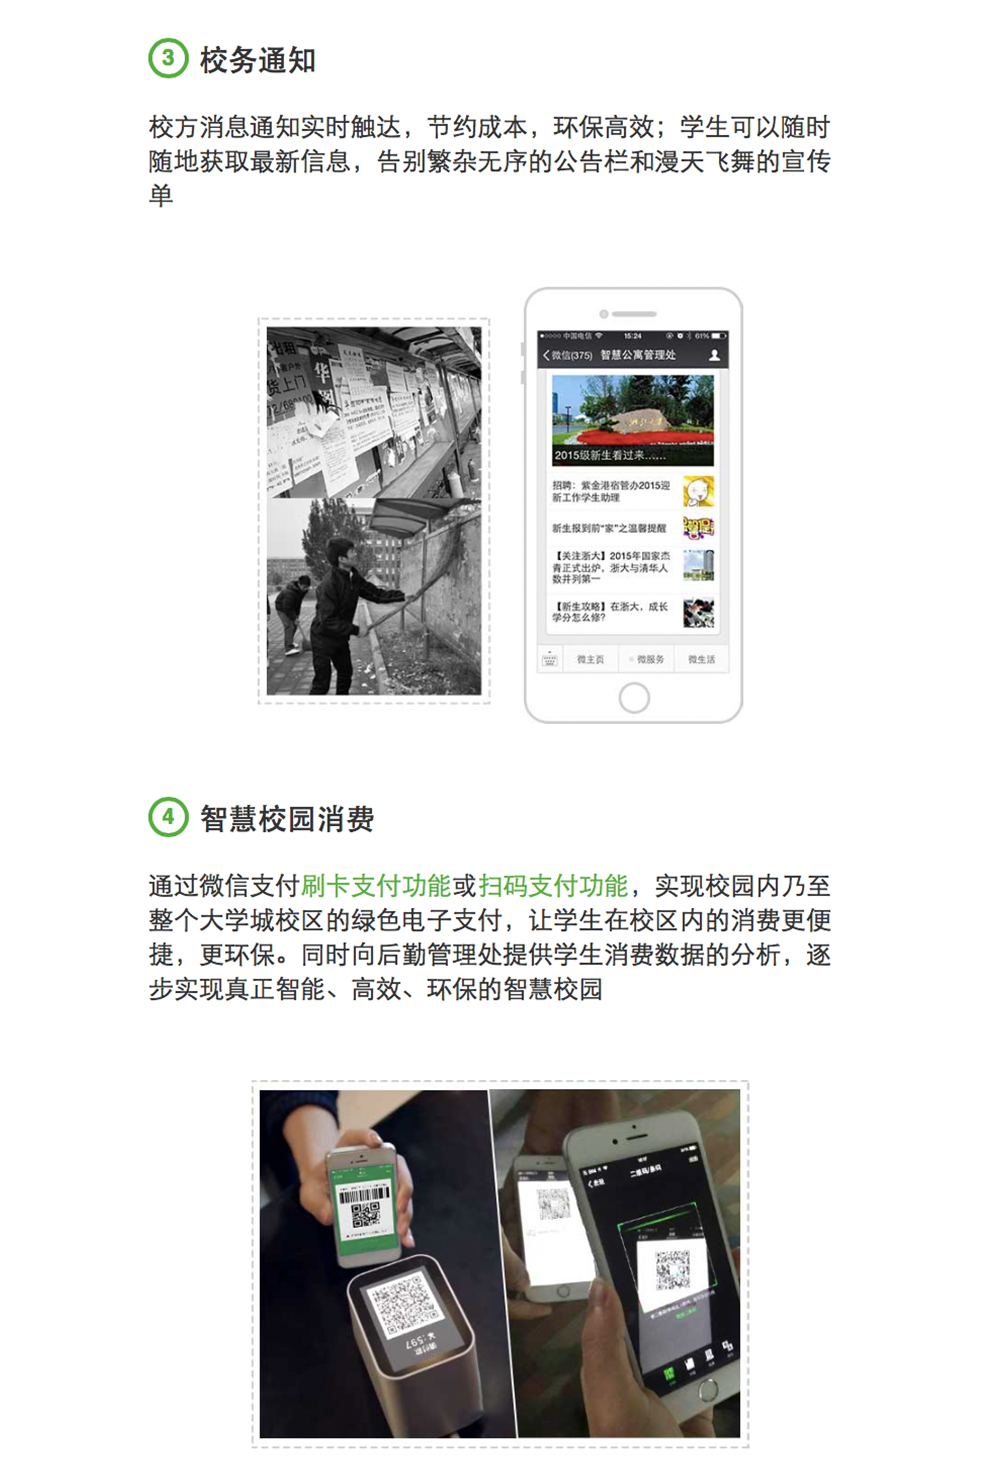 3 校务通知
校方消息通知实时触达，节约成本，环保高效；学生可以随时
随地获取最新信息，告别繁杂无序的公告栏和漫天飞舞的宣传
单
出租
华
货上门
中国电信 15:24 61%
微信(375) 智慧公寓管理处
2015级新生看过来……
招聘：紫金港宿管办2015迎
新工作学生助理
新生报到前“家”之温馨提醒
【关注浙大】2015年国家杰
青正式出炉，浙大与清华人
数并列第一
【新生攻略】在浙大，成长
学分怎么修？
微主页 微服务 微生活
4 智慧校园消费
通过微信支付刷卡支付功能或扫码支付功能，实现校园内乃至
整个大学城校区的绿色电子支付，让学生在校区内的消费更便
捷，更环保。同时向后勤管理处提供学生消费数据的分析，逐
步实现真正智能、高效、环保的智慧校园
二维码/条码
请付款
¥:597